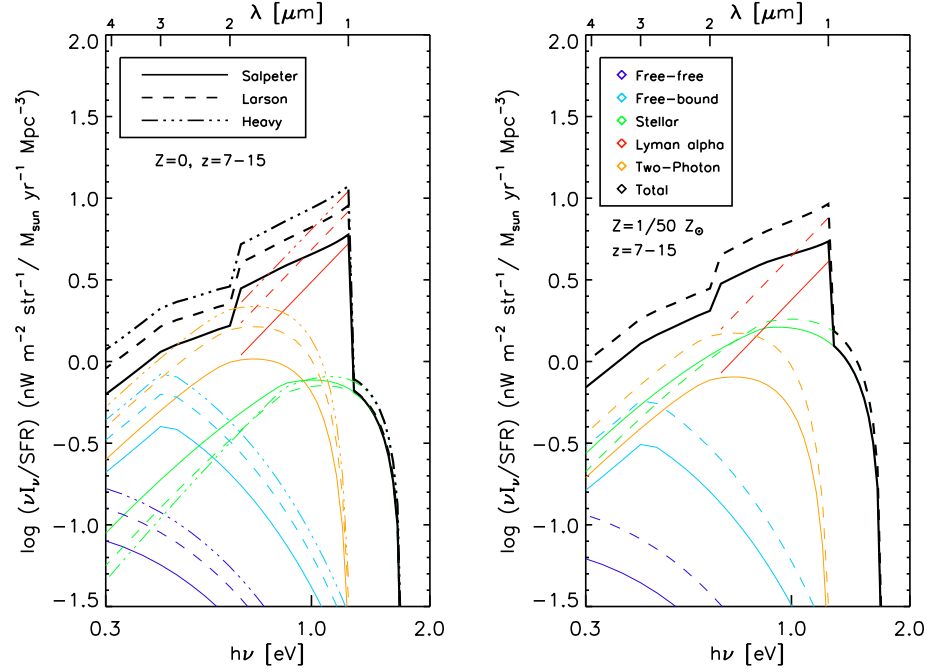 λ [μm]
4 3 2 1
2.0
1.5
1.0
0.5
0.0
−0.5
−1.0
−1.5
0.3 1.0 2.0
hν [eV]
log (νIν/SFR) (nW m−2 str−1/ Msun yr−1 Mpc−3)
Salpeter
Larson
Heavy
Z=0, z=7−15
λ [μm]
4 3 2 1
2.0
1.5
1.0
0.5
0.0
−0.5
−1.0
−1.5
0.3 1.0 2.0
hν [eV]
log (νIν/SFR) (nW m−2 str−1/ Msun yr−1 Mpc−3)
Free−free
Free−bound
Stellar
Lyman alpha
Two−Photon
Total
Z=1/50 Z⊙
z=7−15